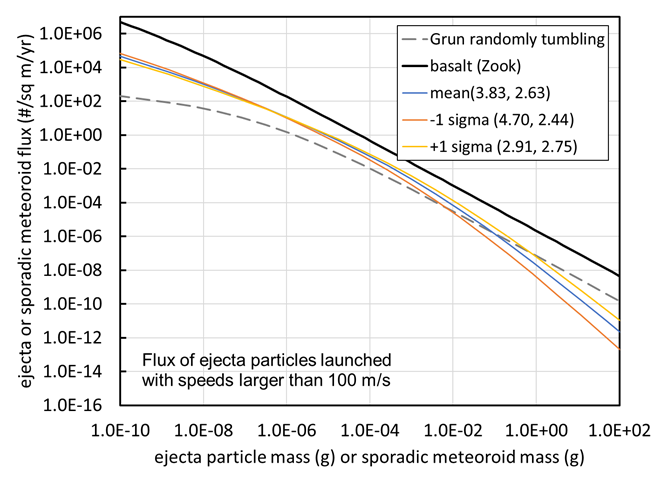 ejecta or sporadic meteoroid flux (#/sq m/yr)
1.0E+06
1.0E+04
1.0E+02
1.0E+00
1.0E-02
1.0E-04
1.0E-06
1.0E-08
1.0E-10
1.0E-12
1.0E-14
1.0E-16
Grun randomly tumbling
basalt (Zook)
mean(3.83, 2.63)
-1 sigma (4.70, 2.44)
+1 sigma (2.91, 2.75)
Flux of ejecta particles launched
with speeds larger than 100 m/s
1.0E-10 1.0E-08 1.0E-06 1.0E-04 1.0E-02 1.0E+00 1.0E+02
ejecta particle mass (g) or sporadic meteoroid mass (g)